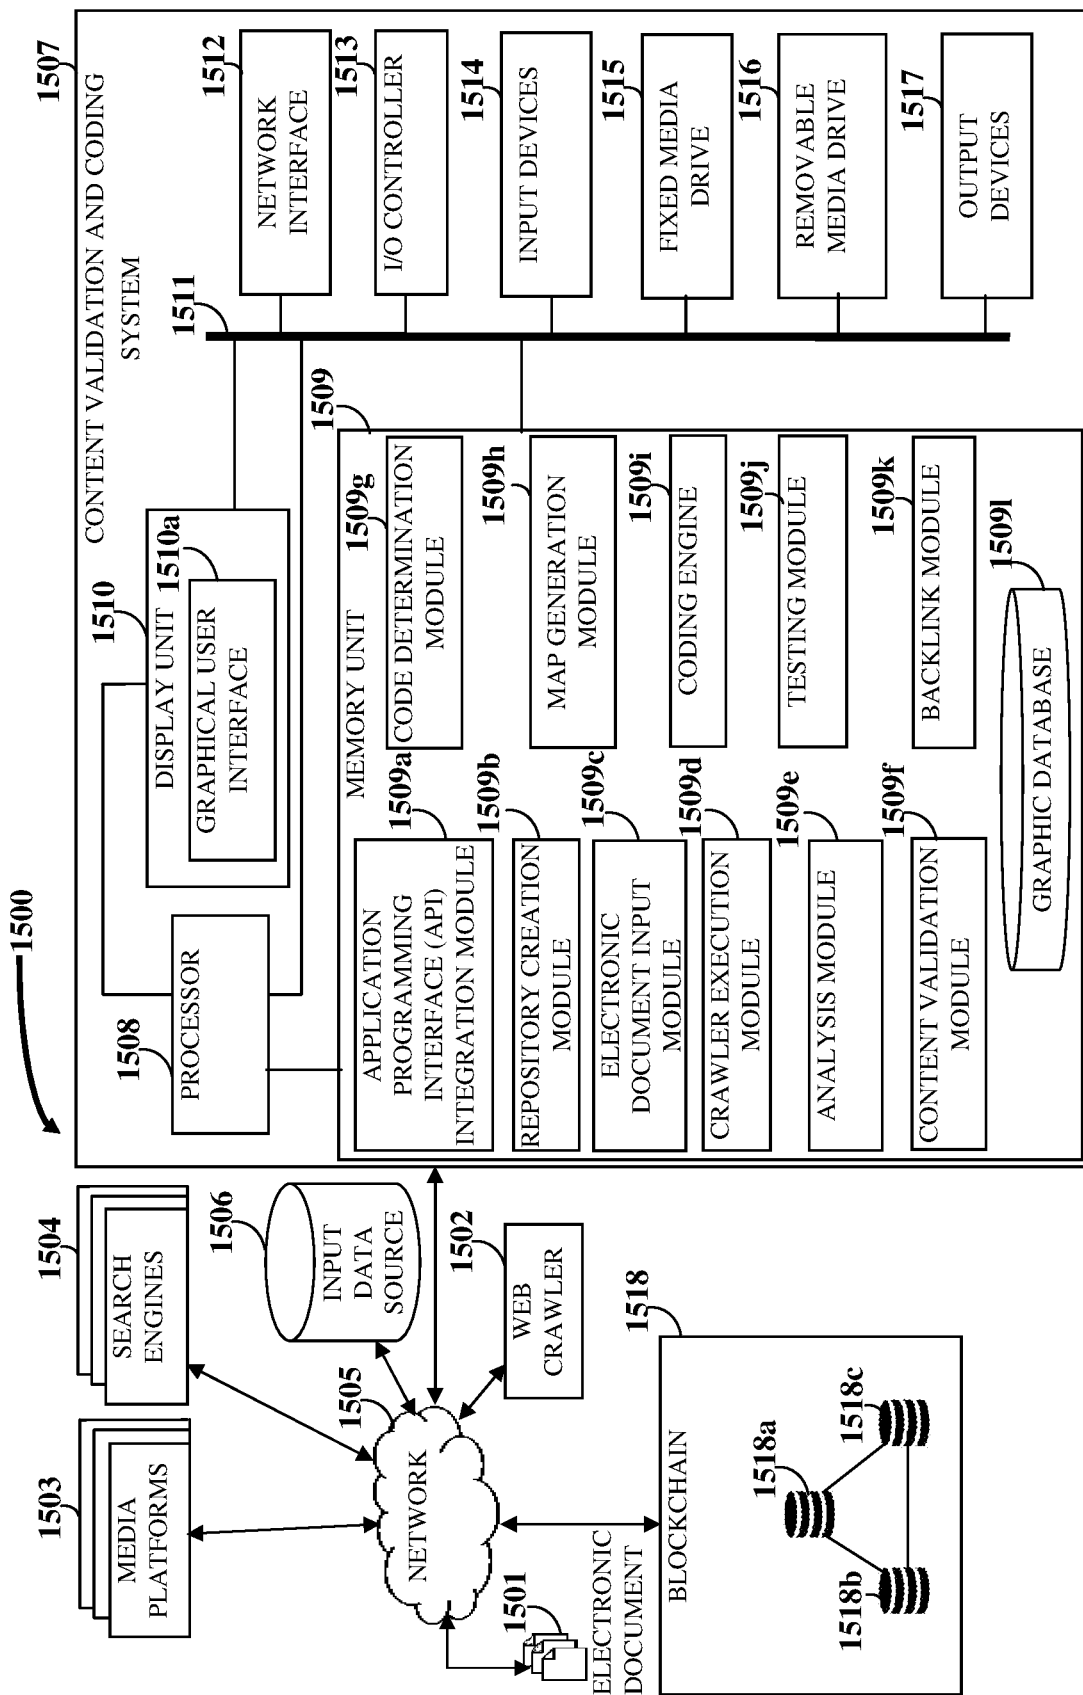 1500
1503
MEDIA
PLATFORMS
1504
SEARCH
ENGINES
1505
NETWORK
1506
INPUT
DATA
SOURCE
1502
WEB
CRAWLER
1501
ELECTRONIC
DOCUMENT
1518
BLOCKCHAIN
1518a
1518b
1518c
1507
CONTENT VALIDATION AND CODING
SYSTEM
1508
PROCESSOR
1510
DISPLAY UNIT
1510a
GRAPHICAL USER
INTERFACE
1511
1509
MEMORY UNIT
1509a
APPLICATION
PROGRAMMING
INTERFACE (API)
INTEGRATION MODULE
1509b
REPOSITORY CREATION
MODULE
1509c
ELECTRONIC
DOCUMENT INPUT
MODULE
1509d
CRAWLER EXECUTION
MODULE
1509e
ANALYSIS MODULE
1509f
CONTENT VALIDATION
MODULE
1509g
CODE DETERMINATION
MODULE
1509h
MAP GENERATION
MODULE
1509i
CODING ENGINE
1509j
TESTING MODULE
1509k
BACKLINK MODULE
1509l
GRAPHIC DATABASE
1512
NETWORK
INTERFACE
1513
I/O CONTROLLER
1514
INPUT DEVICES
1515
FIXED MEDIA
DRIVE
1516
REMOVABLE
MEDIA DRIVE
1517
OUTPUT
DEVICES